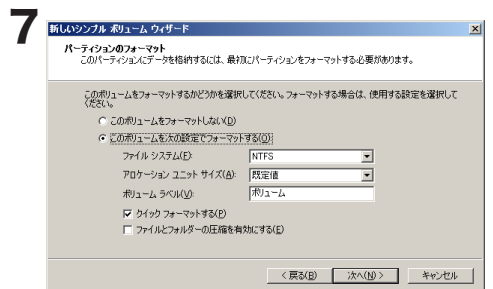 7
新しいシンプル ボリューム ウィザード
パーティションのフォーマット
このパーティションにデータを格納するには、最初にパーティションをフォーマットする必要があります。
このボリュームをフォーマットするかどうかを選択してください。フォーマットする場合は、使用する設定を選択して
ください。
このボリュームをフォーマットしない(D)
このボリュームを次の設定でフォーマットする(O):
ファイル システム(F): NTFS
アロケーション ユニット サイズ(A): 既定値
ボリューム ラベル(V): ボリューム
クイック フォーマットする(P)
ファイルとフォルダーの圧縮を有効にする(E)
< 戻る(B) 次へ(N) > キャンセル